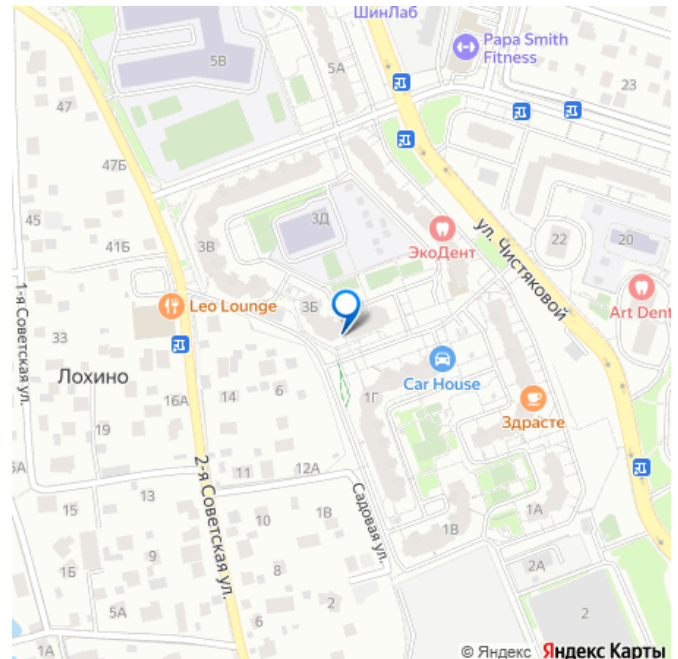 ШинЛаб
5В
5А
Papa Smith
Fitness
23
47
47Б
45
41Б
3В
3Д
ЭкоДент
ул. Чистяковой
22
20
Art Dent
1-я Советская ул.
Leo Lounge
3Б
33
Лохино
Car House
Здрасте
14
6
1Г
16А
19
5А
2-я Советская ул.
11
12А
Садовая ул.
15
13
10
1В
1В
1А
9
2А
1Б
8
5А
2
2
6
1А
© Яндекс Яндекс Карты